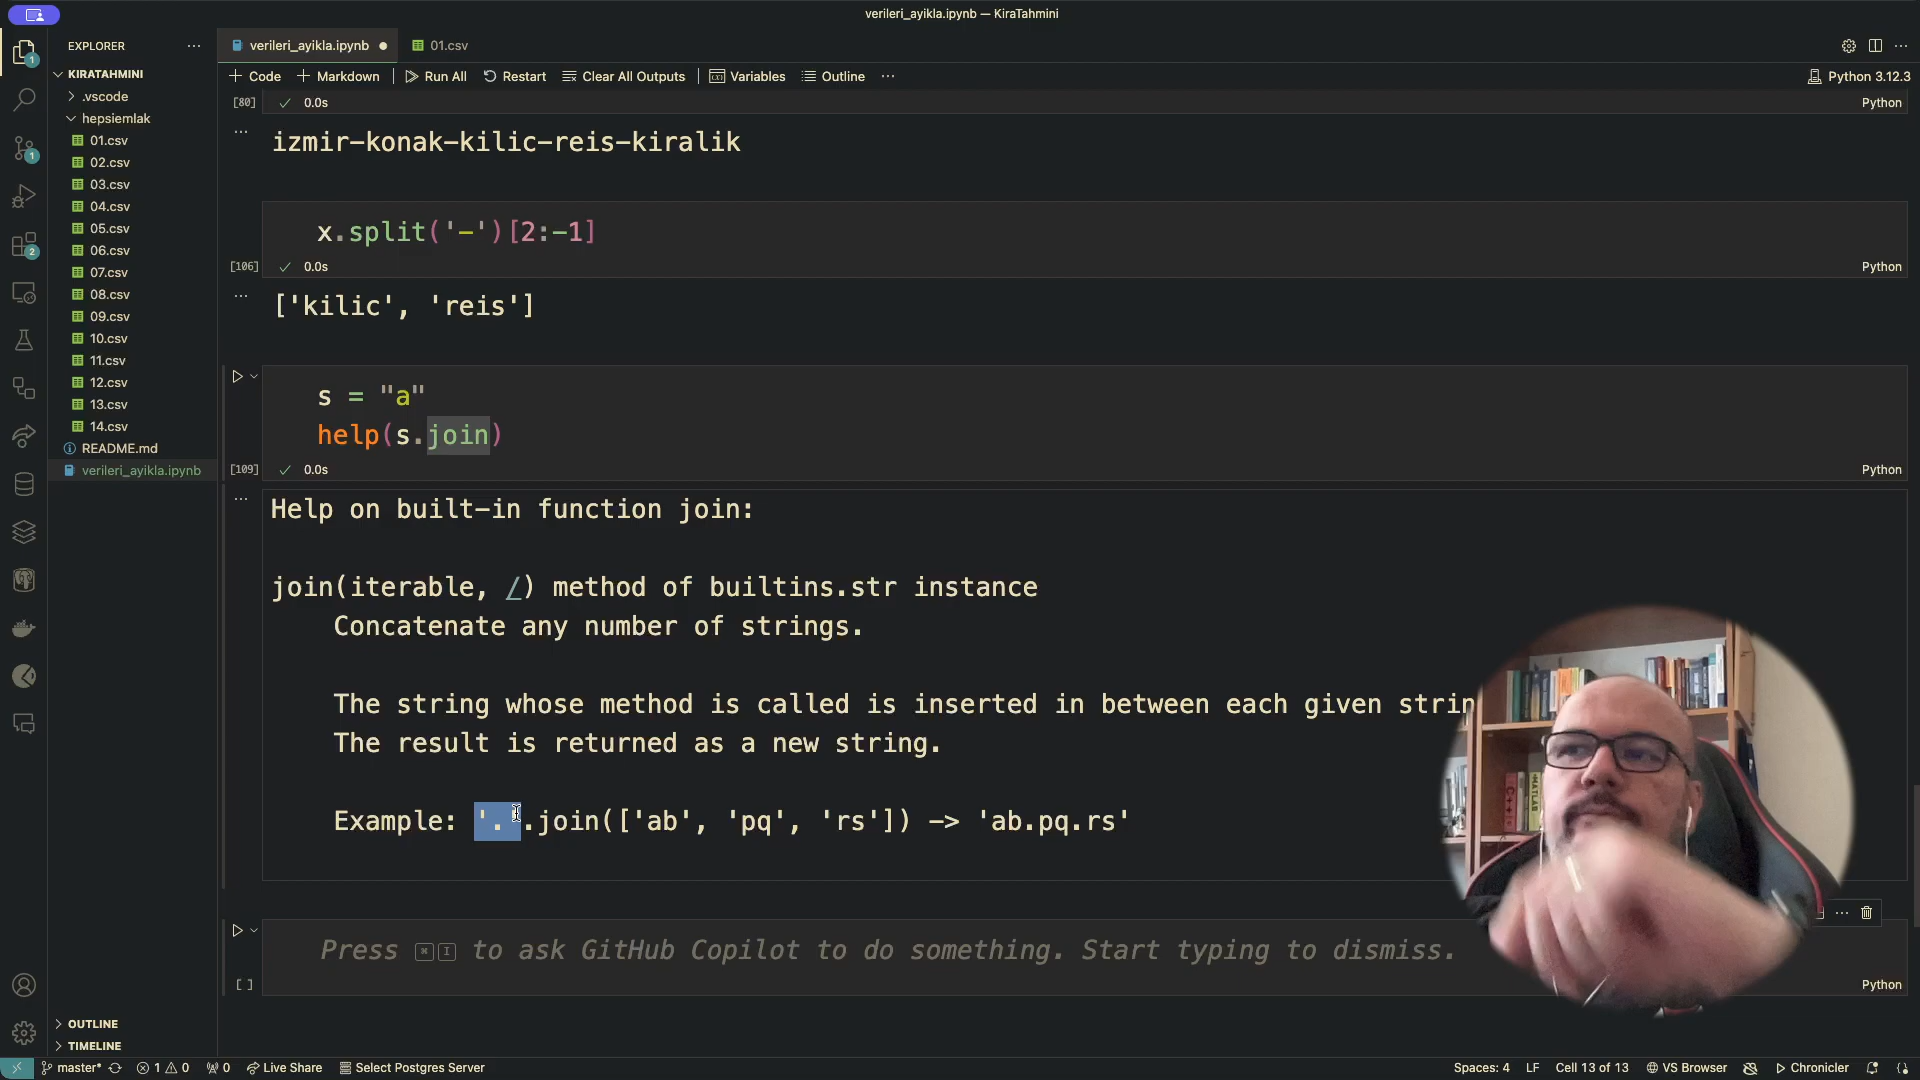 verileri_ayikla.ipynb — KiraTahmini
EXPLORER
verileri_ayikla.ipynb
01.csv
KIRATAHMINI
Code
Markdown
Run All
Restart
Clear All Outputs
Variables
Outline
Python 3.12.3
.vscode
hepsiemlak
01.csv
02.csv
03.csv
04.csv
05.csv
06.csv
07.csv
08.csv
09.csv
10.csv
11.csv
12.csv
13.csv
14.csv
README.md
verileri_ayikla.ipynb
OUTLINE
TIMELINE
1
1
2
[80]
0.0s
Python
izmir-konak-kilic-reis-kiralik
x.split('-')[2:-1]
[106]
0.0s
Python
['kilic', 'reis']
s = "a"
help(s.join)
[109]
0.0s
Python
Help on built-in function join:
join(iterable, /) method of builtins.str instance
Concatenate any number of strings.
The string whose method is called is inserted in between each given strin
The result is returned as a new string.
Example: '.'.join(['ab', 'pq', 'rs']) -> 'ab.pq.rs'
Press ⌘ I to ask GitHub Copilot to do something. Start typing to dismiss.
[ ]
Python
master*
1
0
0
Live Share
Select Postgres Server
Spaces: 4
LF
Cell 13 of 13
VS Browser
Chronicler